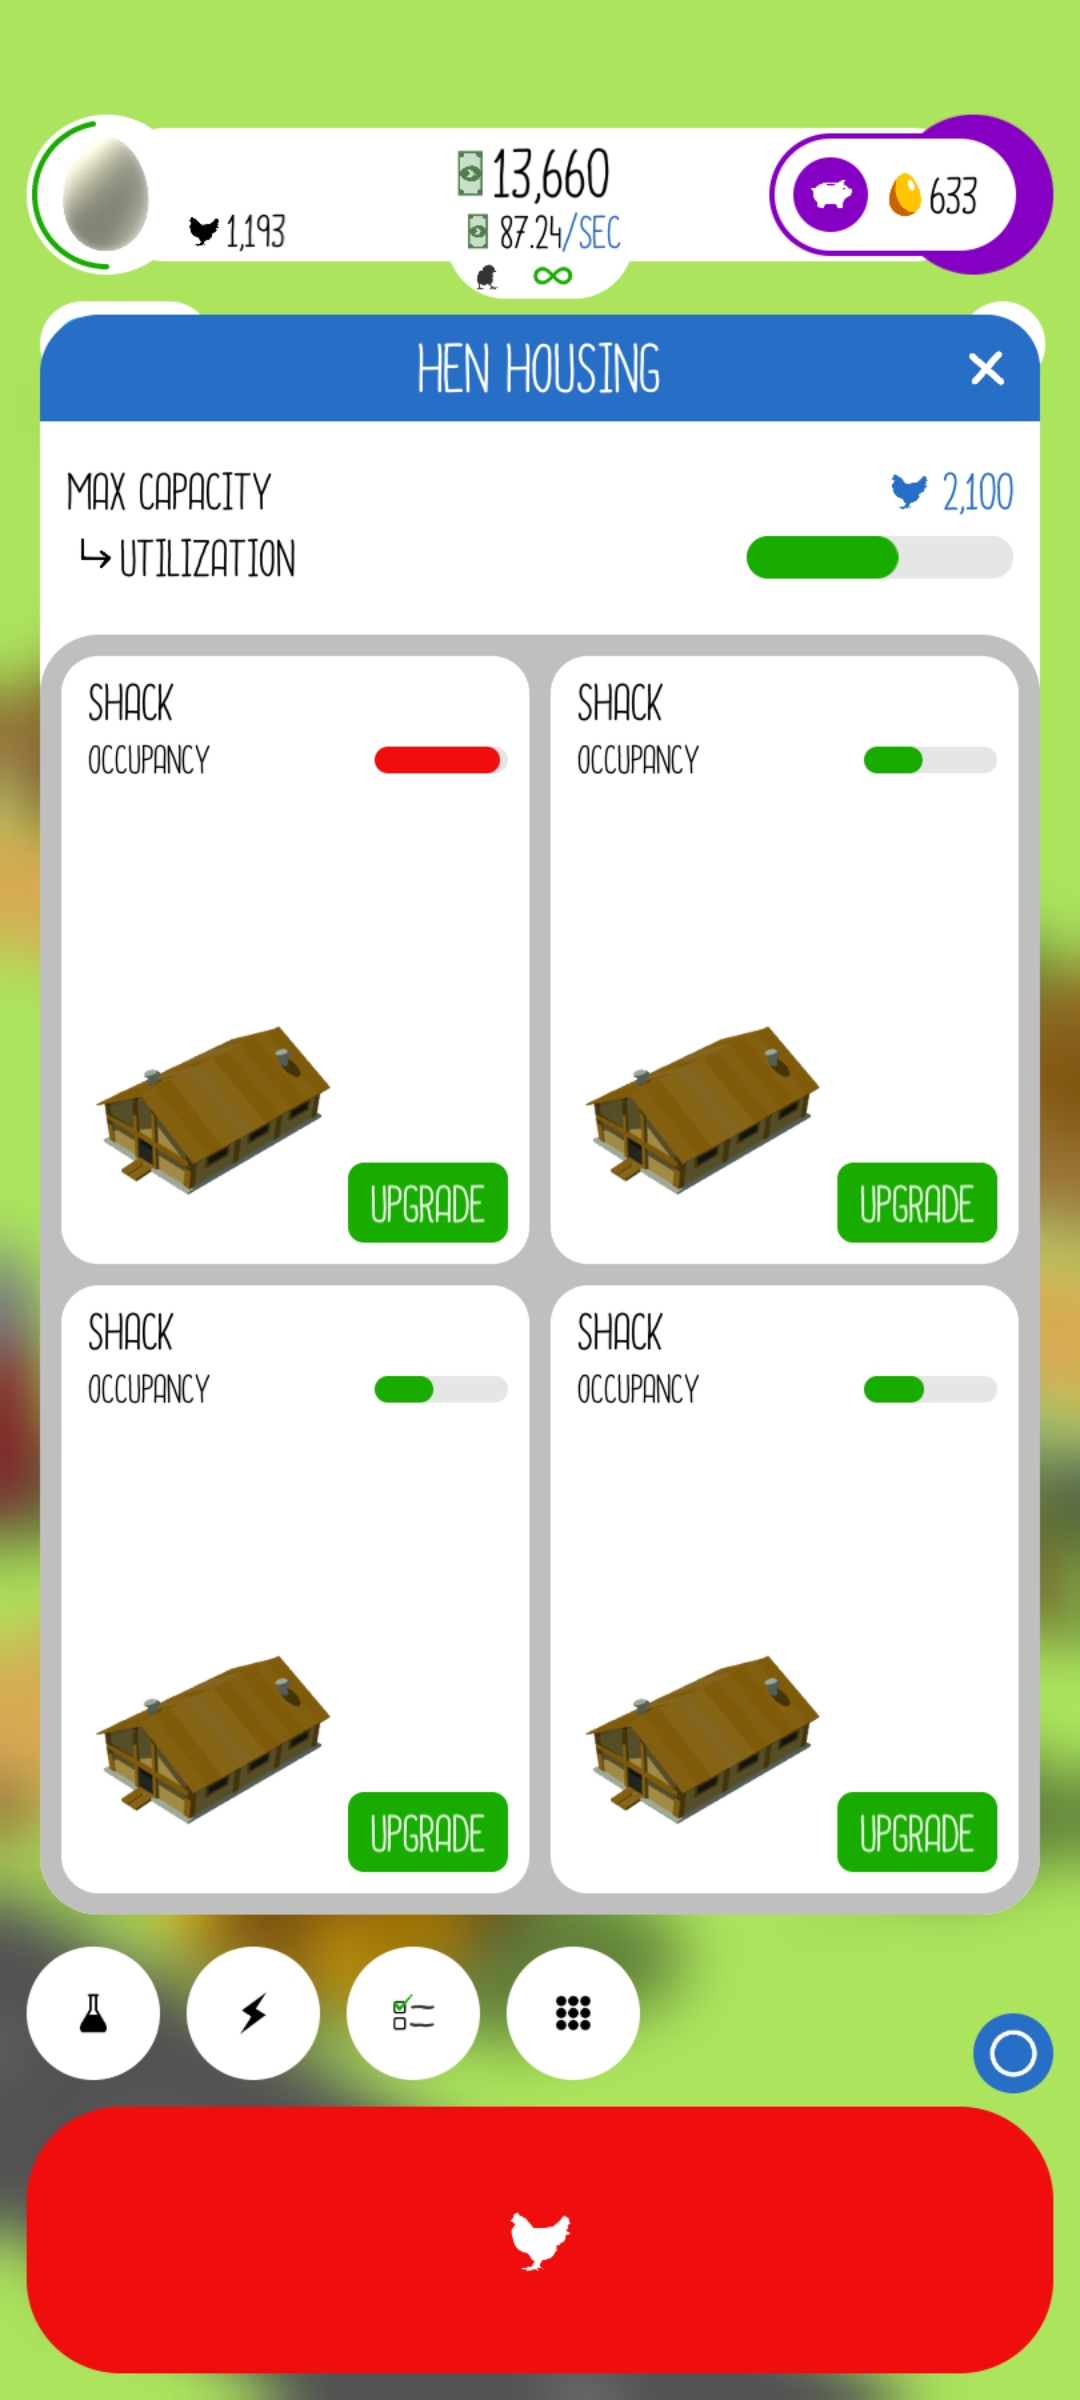 13,660
1,193
87.24/SEC
633
HEN HOUSING
MAX CAPACITY
2,100
UTILIZATION
SHACK
OCCUPANCY
UPGRADE
SHACK
OCCUPANCY
UPGRADE
SHACK
OCCUPANCY
UPGRADE
SHACK
OCCUPANCY
UPGRADE